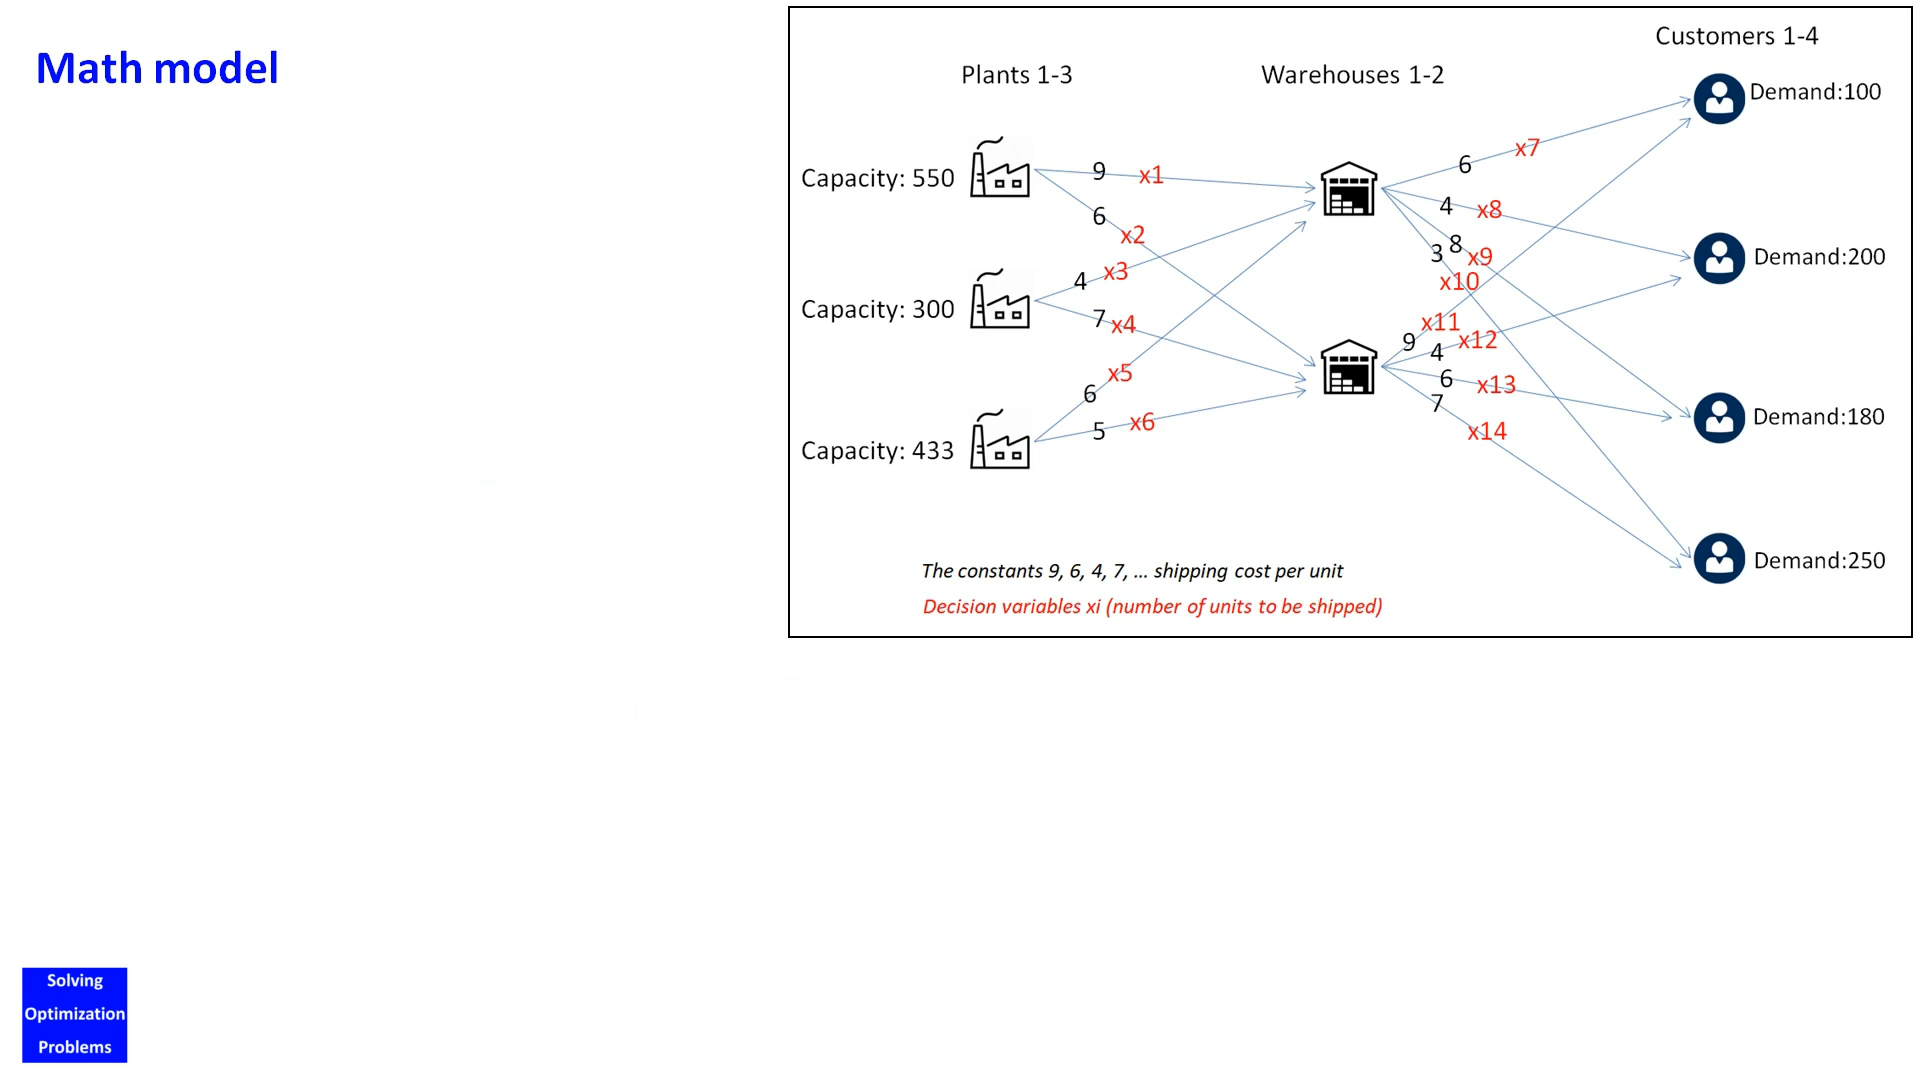 Math model
Customers 1-4
Plants 1-3
Warehouses 1-2
Demand:100
Capacity: 550
9
x1
6
x2
6
x7
4
x8
8
x9
3
x10
Demand:200
Capacity: 300
4
x3
7
x4
9
x11
4
x12
6
x13
7
x14
Demand:180
Capacity: 433
6
x5
5
x6
Demand:250
The constants 9, 6, 4, 7, ... shipping cost per unit
Decision variables xi (number of units to be shipped)
Solving
Optimization
Problems